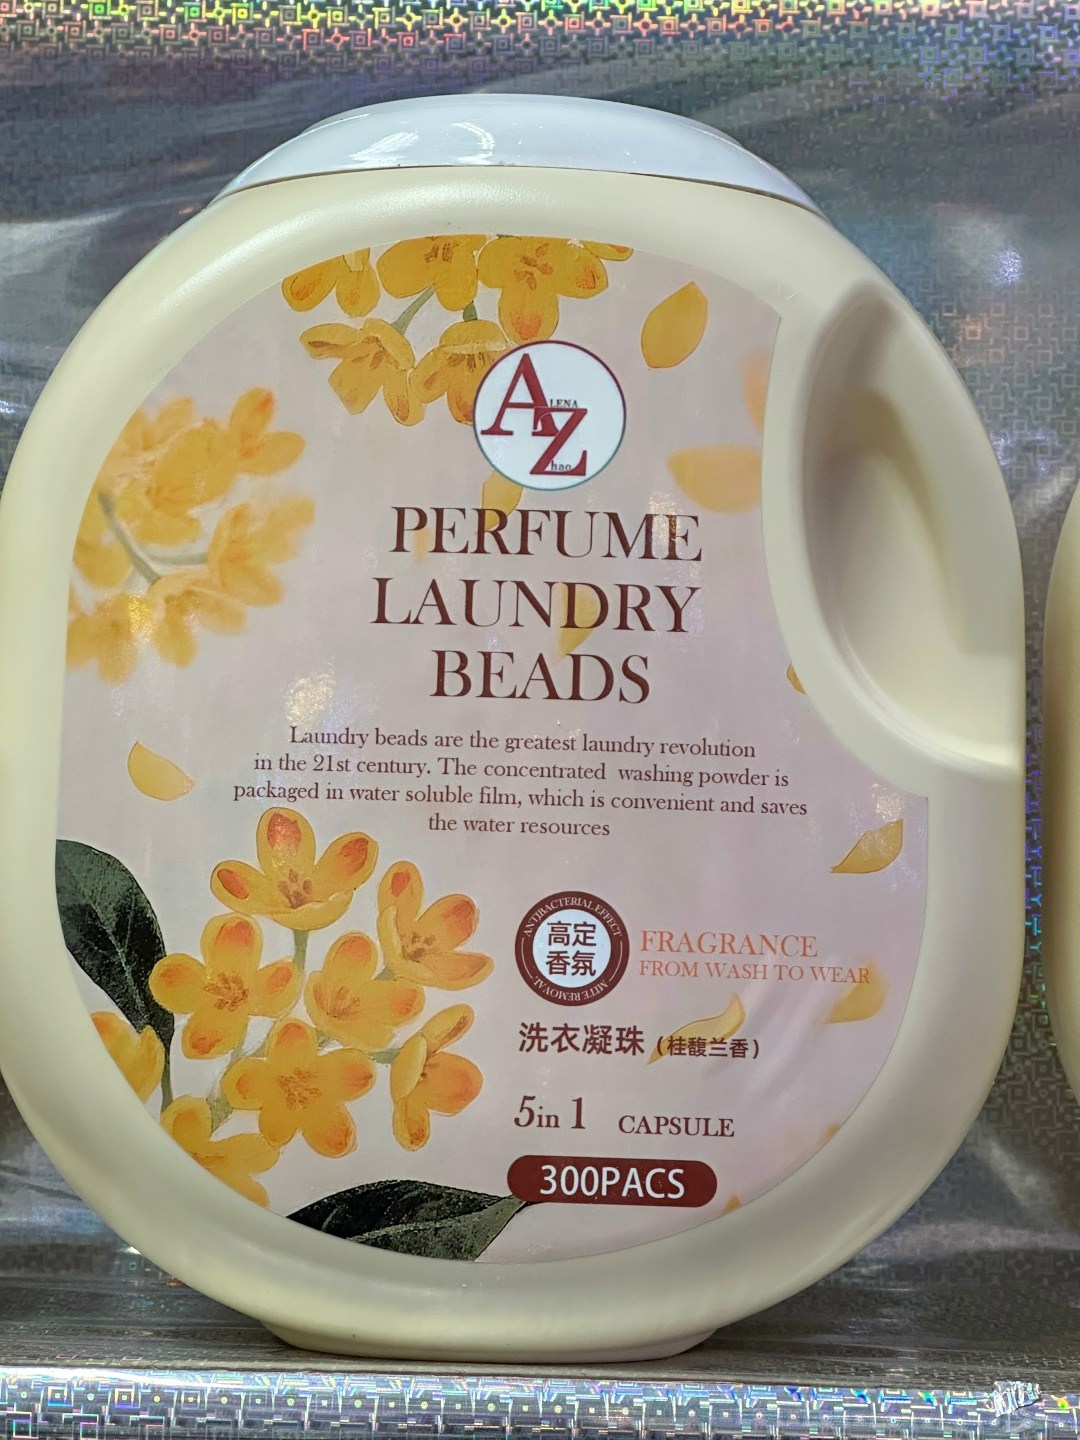 ALENA
Zhao
PERFUME
LAUNDRY
BEADS
Laundry beads are the greatest laundry revolution
in the 21st century. The concentrated washing powder is
packaged in water soluble film, which is convenient and saves
the water resources
ANTIBACTERIAL EFFECT
高定
香氛
MITE REMOVAL
FRAGRANCE
FROM WASH TO WEAR
洗衣凝珠（桂馥兰香）
5in 1 CAPSULE
300PACS